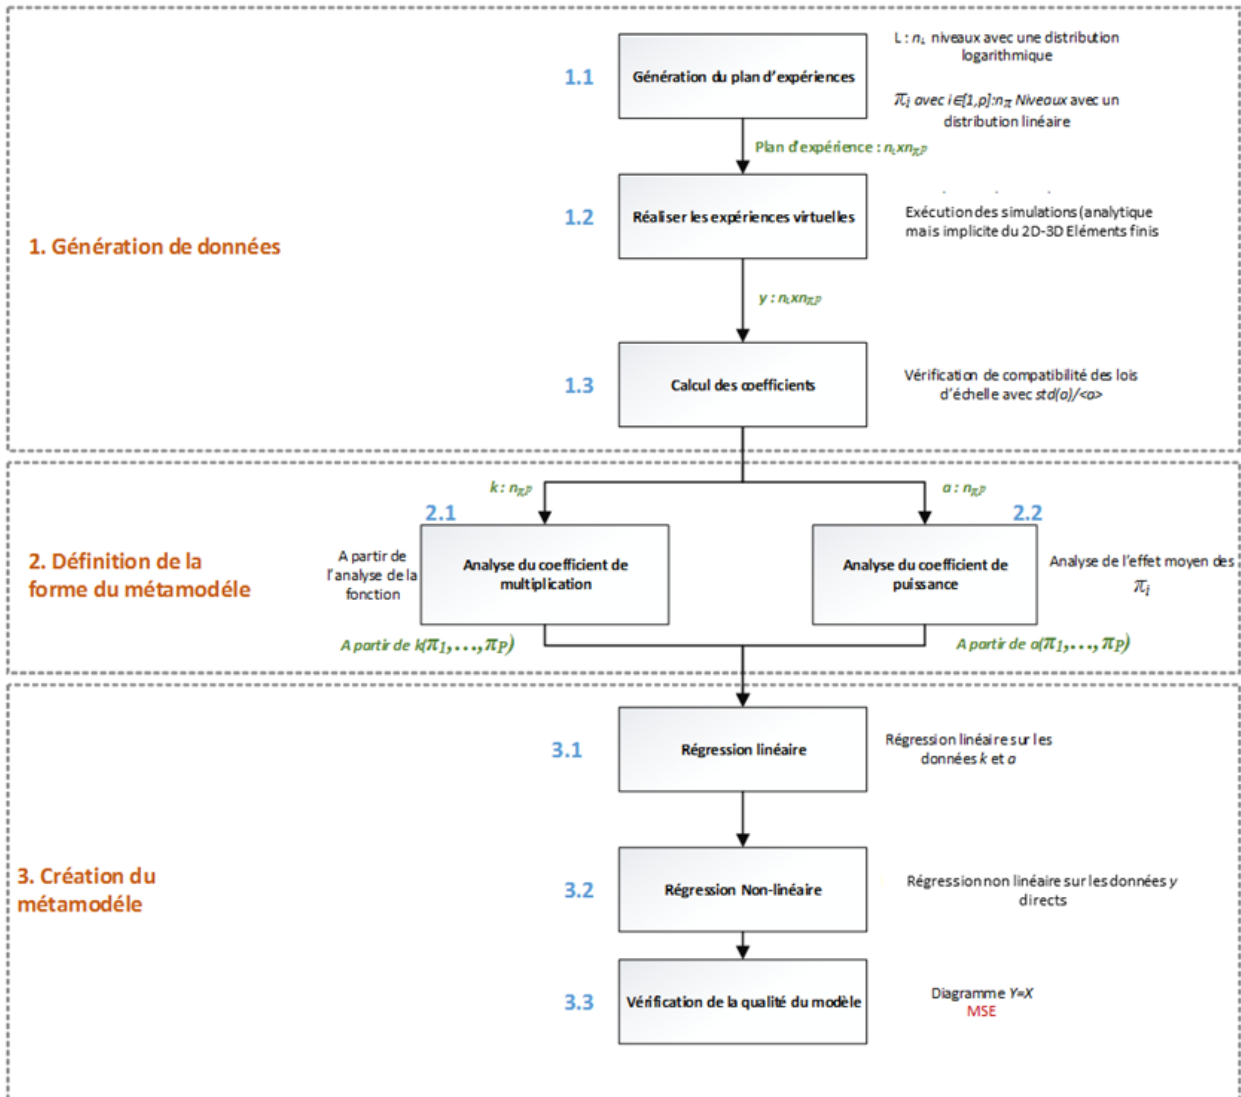 L : n_L niveaux avec une distribution
logarithmique
1.1
Génération du plan d'expériences
π_i avec i∈[1,p]:n_π Niveaux avec un
distribution linéaire
Plan d'expérience : n_L x n_π^p
1. Génération de données
1.2
Réaliser les expériences virtuelles
Exécution des simulations (analytique
mais implicite du 2D-3D Eléments finis
y : n_L x n_π^p
1.3
Calcul des coefficients
Vérification de compatibilité des lois
d'échelle avec std(a)/<a>
k : n_π^p
a : n_π^p
2. Définition de la
forme du métamodéle
2.1
A partir de
l'analyse de la
fonction
Analyse du coefficient de
multiplication
2.2
Analyse du coefficient de
puissance
Analyse de l'effet moyen des
π_i
A partir de k(π_1,...,π_P)
A partir de a(π_1,...,π_P)
3.1
Régression linéaire
Régression linéaire sur les
données k et a
3. Création du
métamodéle
3.2
Régression Non-linéaire
Régression non linéaire sur les données y
directs
3.3
Vérification de la qualité du modèle
Diagramme Y=X
MSE